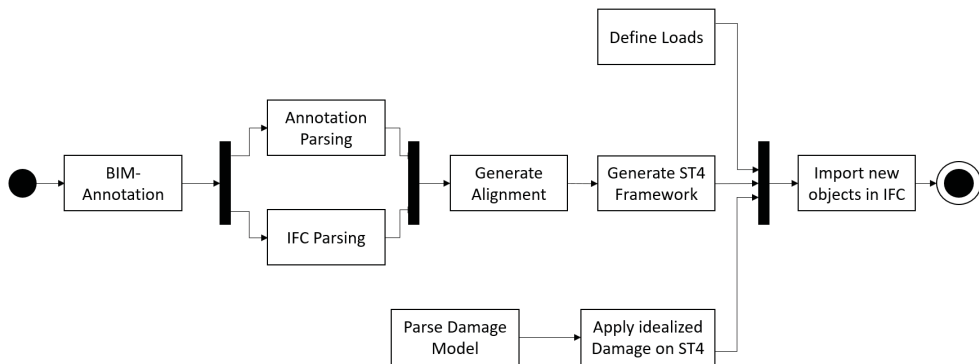 Define Loads
Annotation
Parsing
BIM-
Annotation
Generate
Alignment
Generate ST4
Framework
Import new
objects in IFC
IFC Parsing
Parse Damage
Model
Apply idealized
Damage on ST4